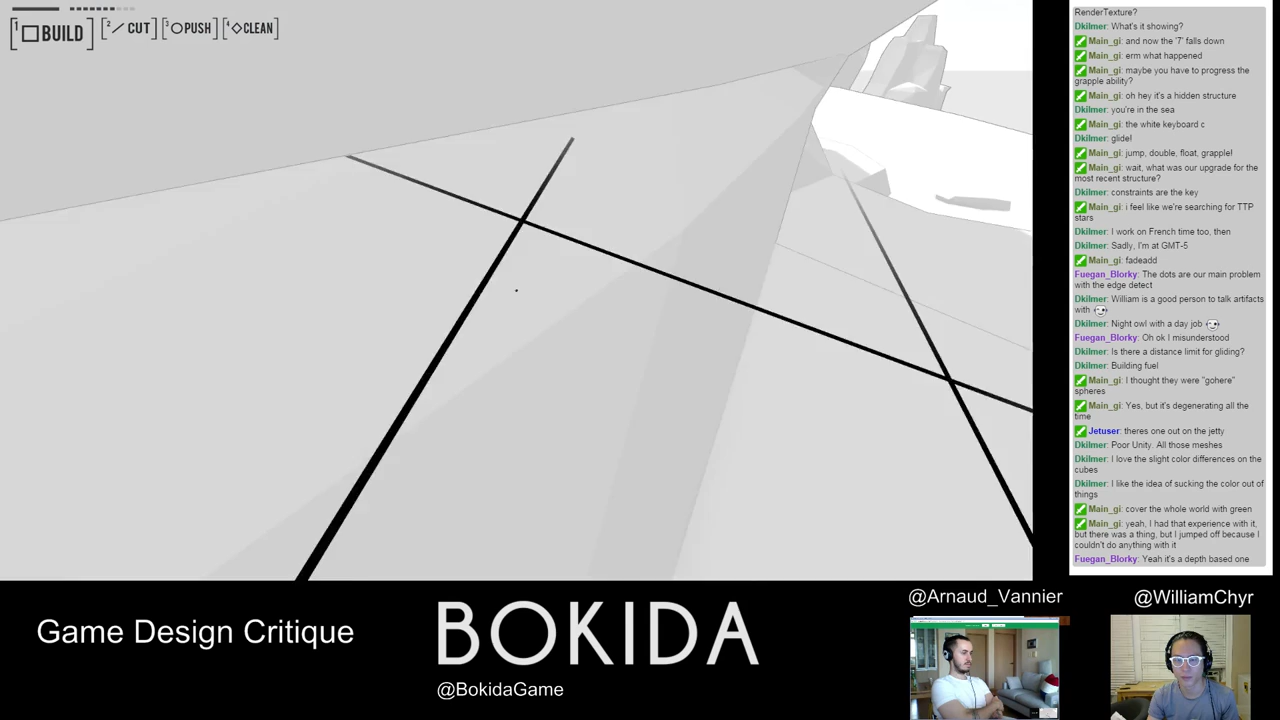 [1 BUILD] [2 CUT] [3 PUSH] [4 CLEAN]
RenderTexture?
Dkilmer: What's it showing?
Main_gi: and now the '7' falls down
Main_gi: erm what happened
Main_gi: maybe you have to progress the
grapple ability?
Main_gi: oh hey it's a hidden structure
Dkilmer: you're in the sea
Main_gi: the white keyboard c
Dkilmer: glide!
Main_gi: jump, double, float, grapple!
Main_gi: wait, what was our upgrade for the
most recent structure?
Dkilmer: constraints are the key
Main_gi: i feel like we're searching for TTP
stars
Dkilmer: I work on French time too, then
Dkilmer: Sadly, I'm at GMT-5
Main_gi: fadeadd
Fuegan_Blorky: The dots are our main problem
with the edge detect
Dkilmer: William is a good person to talk artifacts
with
Dkilmer: Night owl with a day job
Fuegan_Blorky: Oh ok I misunderstood
Dkilmer: Is there a distance limit for gliding?
Dkilmer: Building fuel
Main_gi: I thought they were "gohere"
spheres
Main_gi: Yes, but it's degenerating all the
time
Jetuser: theres one out on the jetty
Dkilmer: Poor Unity. All those meshes
Dkilmer: I love the slight color differences on the
cubes
Dkilmer: I like the idea of sucking the color out of
things
Main_gi: cover the whole world with green
Main_gi: yeah, I had that experience with it,
but there was a thing, but I jumped off because I
couldn't do anything with it
Fuegan_Blorky: Yeah it's a depth based one
Game Design Critique
BOKIDA
@BokidaGame
@Arnaud_Vannier
@WilliamChyr